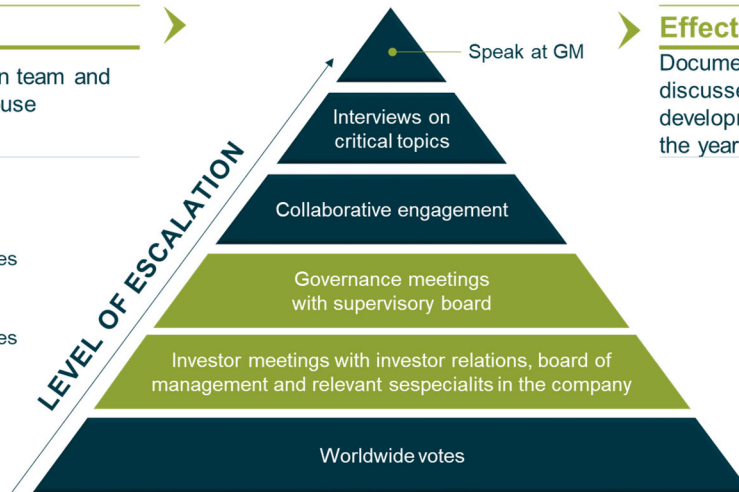 n team and
use
es
es
LEVEL OF ESCALATION
Speak at GM
Interviews on
critical topics
Collaborative engagement
Governance meetings
with supervisory board
Investor meetings with investor relations, board of
management and relevant sespecialits in the company
Worldwide votes
Effect
Docume
discusse
developm
the year